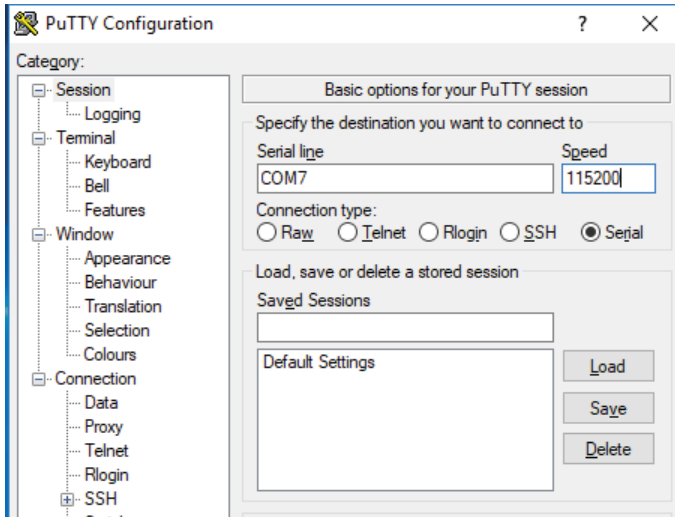 PuTTY Configuration ? ×
Category:
Session
Logging
Terminal
Keyboard
Bell
Features
Window
Appearance
Behaviour
Translation
Selection
Colours
Connection
Data
Proxy
Telnet
Rlogin
SSH
Basic options for your PuTTY session
Specify the destination you want to connect to
Serial line Speed
COM7 115200
Connection type:
Raw Telnet Rlogin SSH Serial
Load, save or delete a stored session
Saved Sessions
Default Settings
Load
Save
Delete